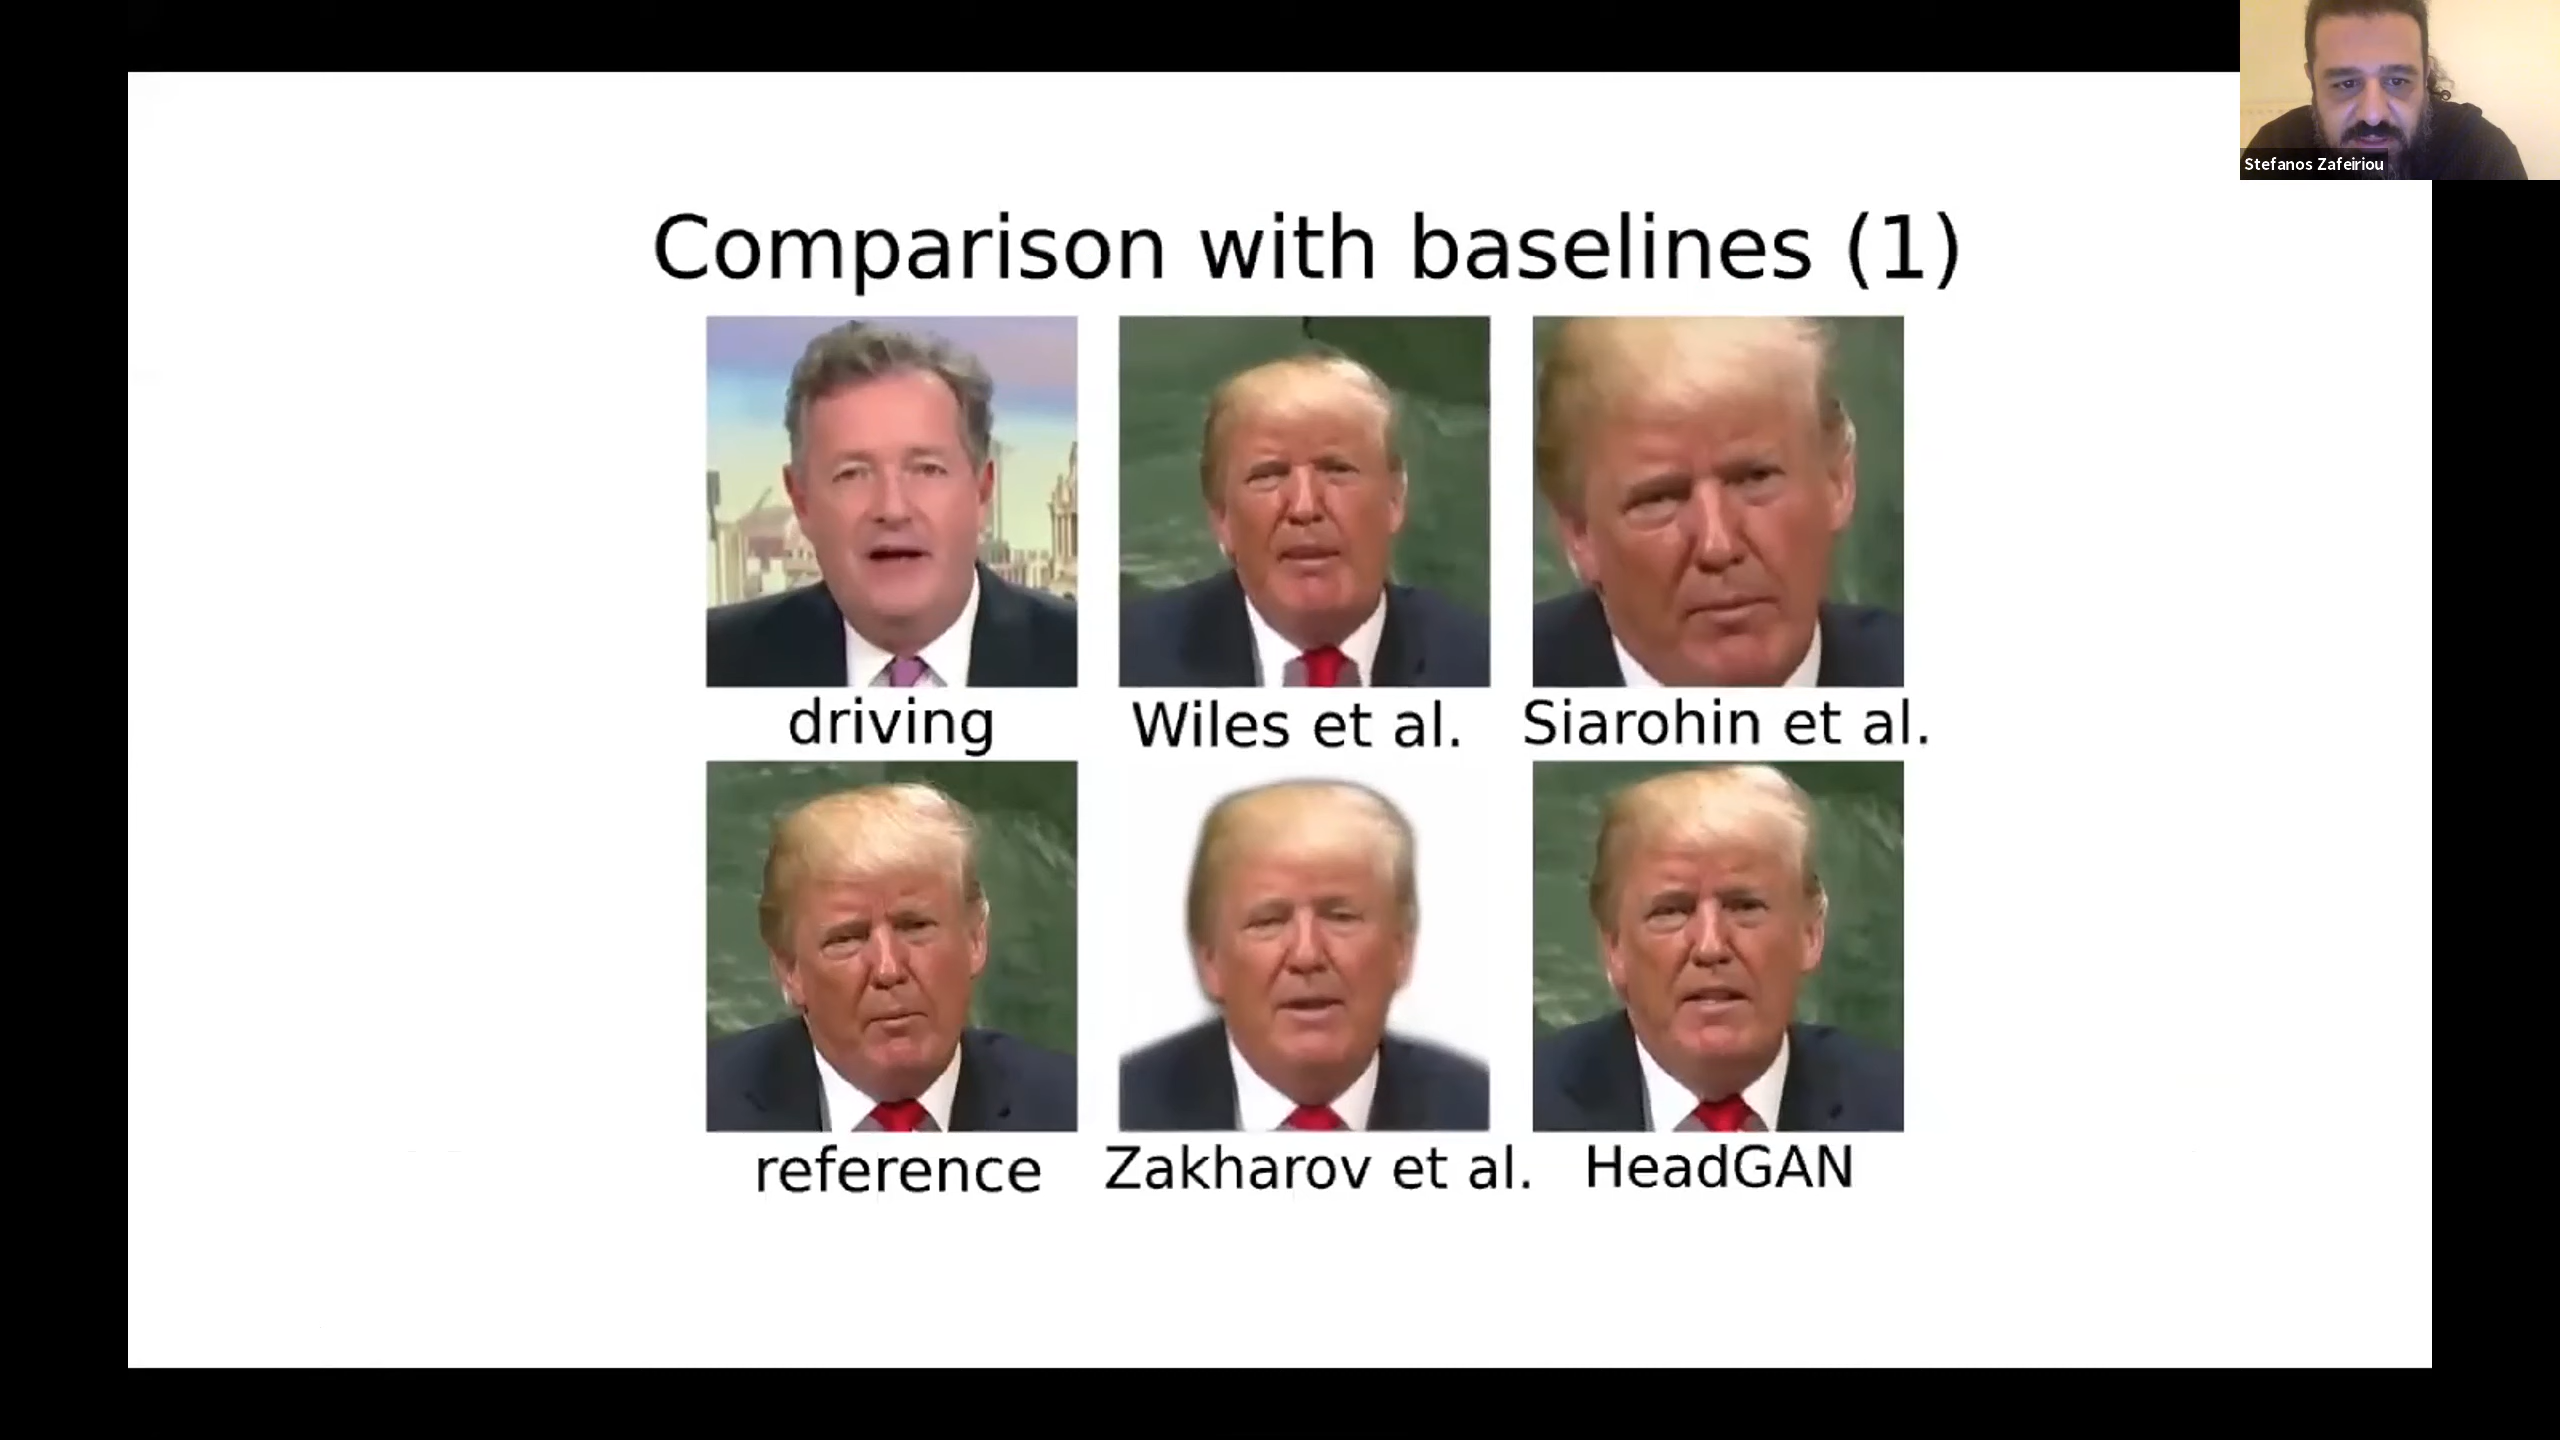 Stefanos Zafeiriou
Comparison with baselines (1)
driving
Wiles et al.
Siarohin et al.
reference
Zakharov et al.
HeadGAN